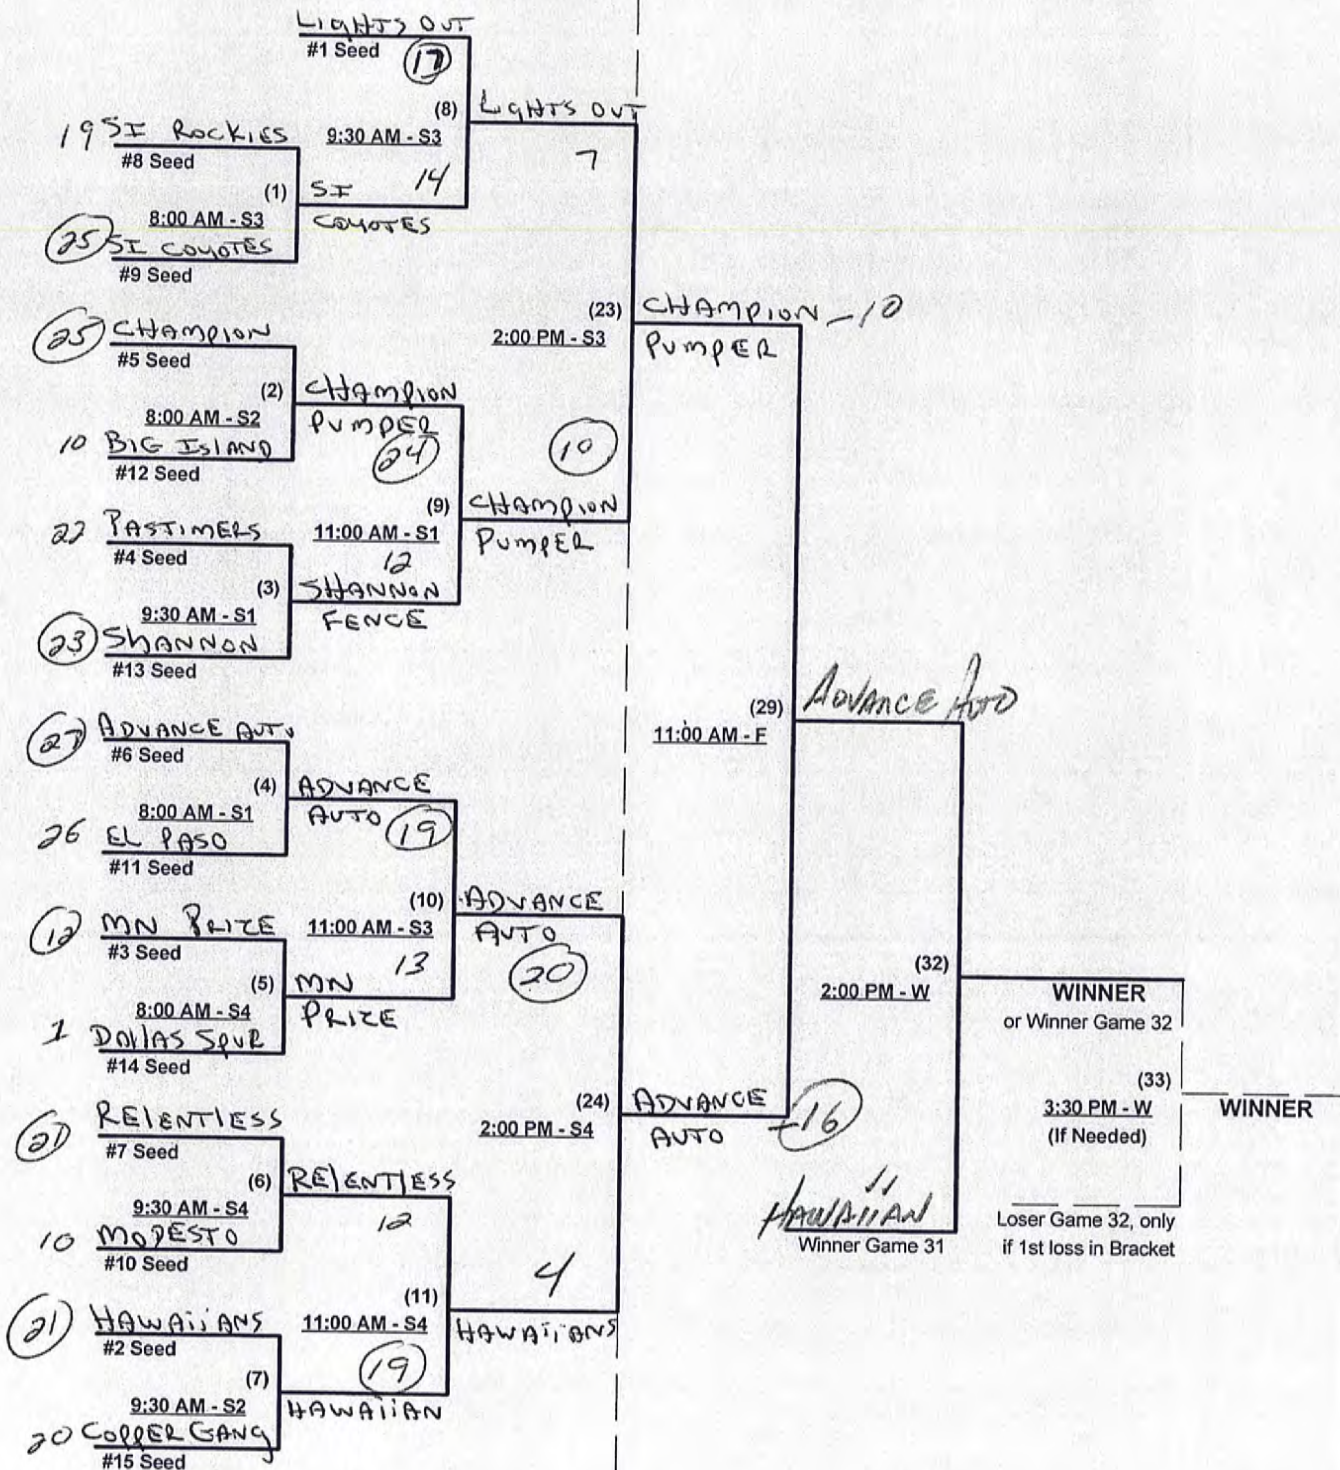 LIGHTS OUT
#1 Seed
17
(8)
LIGHTS OUT
19 SI ROCKIES
9:30 AM - S3
7
#8 Seed
(1)
SI
14
8:00 AM - S3
COYOTES
25 SI COYOTES
#9 Seed
25 CHAMPION
#5 Seed
(23)
CHAMPION - 10
2:00 PM - S3
PUMPER
(2)
CHAMPION
8:00 AM - S2
PUMPER
10 BIG ISLAND
24
10
#12 Seed
(9)
CHAMPION
22 PASTIMERS
11:00 AM - S1
PUMPER
#4 Seed
12
(3)
SHANNON
9:30 AM - S1
FENCE
23 SHANNON
#13 Seed
ADVANCE AUTO
#6 Seed
(29)
ADVANCE AUTO
11:00 AM - F
(4)
ADVANCE
8:00 AM - S1
AUTO
19
26 EL PASO
#11 Seed
(10)
ADVANCE
12 MN PRIZE
11:00 AM - S3
AUTO
#3 Seed
13
20
(5)
MN
8:00 AM - S4
PRIZE
1 DAllAS SPUR
#14 Seed
(32)
2:00 PM - W
WINNER
or Winner Game 32
(33)
3:30 PM - W
WINNER
(If Needed)
RElENTlESS
#7 Seed
(24)
ADVANCE
2:00 PM - S4
AUTO
-16
(6)
RElENTlESS
9:30 AM - S4
12
10 MODESTO
#10 Seed
11
HAWAIIAN
Winner Game 31
Loser Game 32, only
if 1st loss in Bracket
21 HAWAiiANS
#2 Seed
(11)
4
11:00 AM - S4
HAWAiiANS
(7)
19
9:30 AM - S2
HAWAiiAN
20 COPPER GANG
#15 Seed